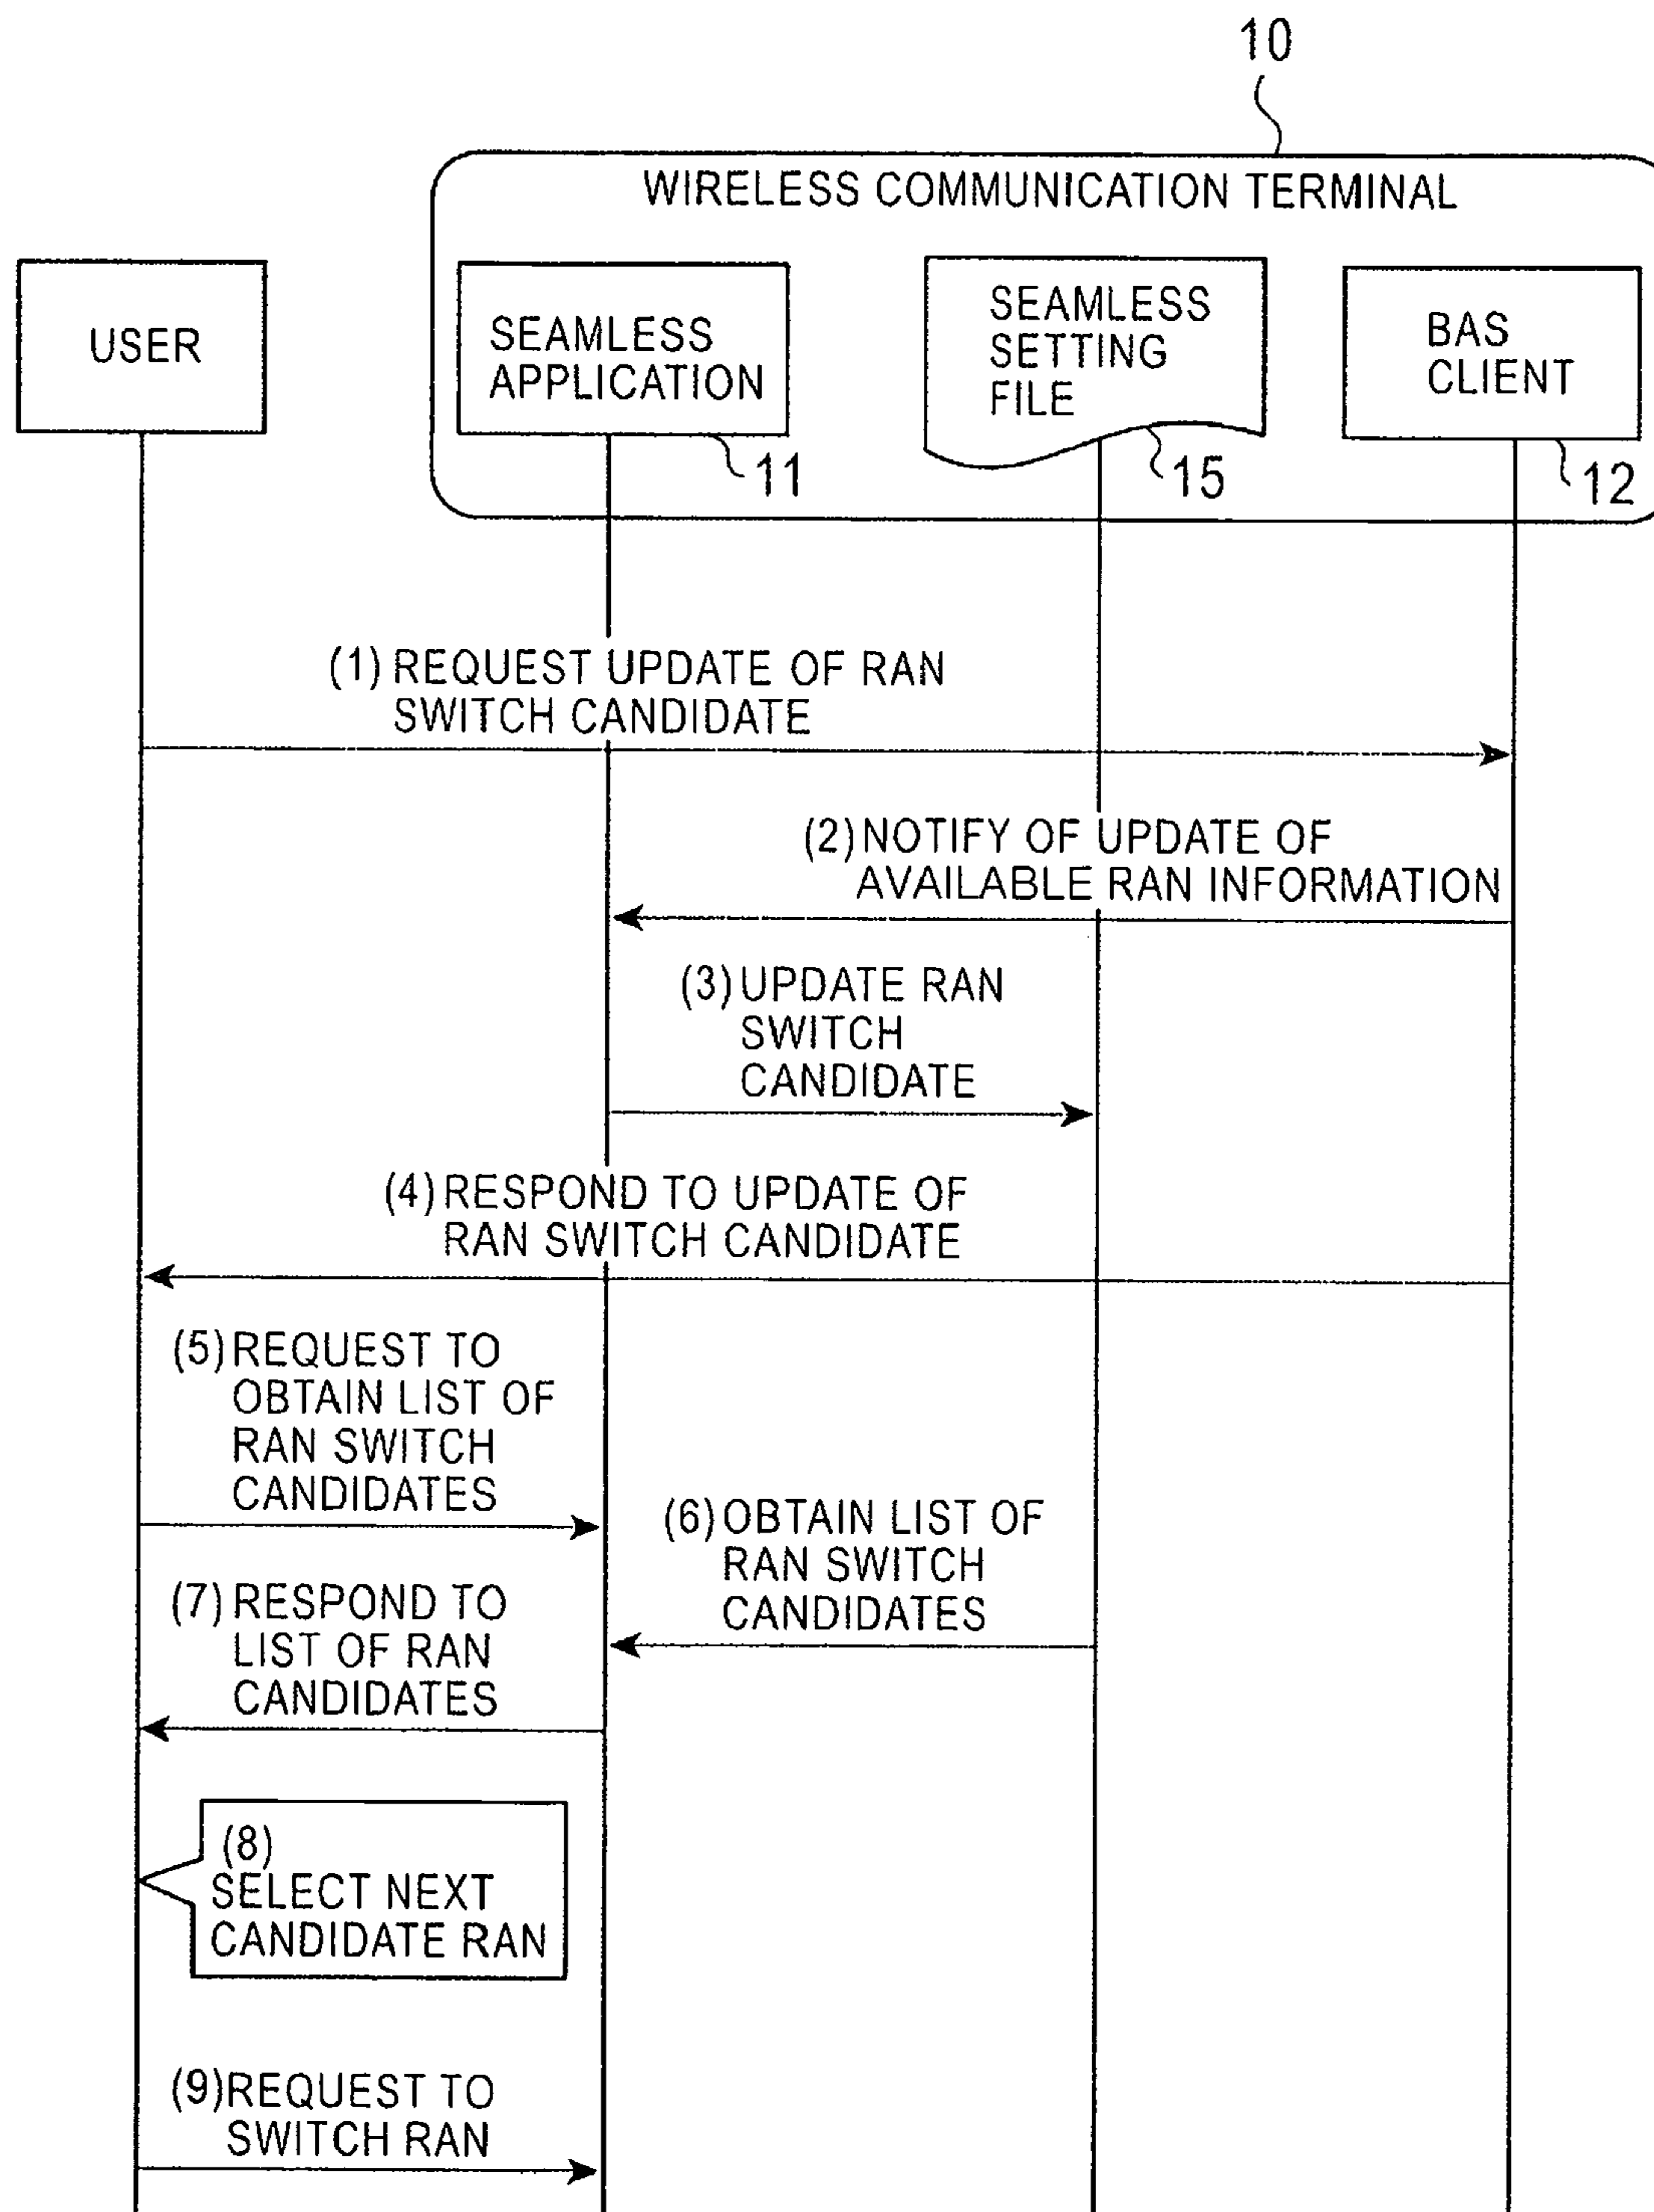 10
WIRELESS COMMUNICATION TERMINAL
USER
SEAMLESS
APPLICATION
SEAMLESS
SETTING
FILE
BAS
CLIENT
11
15
12
(1) REQUEST UPDATE OF RAN
SWITCH CANDIDATE
(2) NOTIFY OF UPDATE OF
AVAILABLE RAN INFORMATION
(3) UPDATE RAN
SWITCH
CANDIDATE
(4) RESPOND TO UPDATE OF
RAN SWITCH CANDIDATE
(5) REQUEST TO
OBTAIN LIST OF
RAN SWITCH
CANDIDATES
(6) OBTAIN LIST OF
RAN SWITCH
CANDIDATES
(7) RESPOND TO
LIST OF RAN
CANDIDATES
(8)
SELECT NEXT
CANDIDATE RAN
(9) REQUEST TO
SWITCH RAN